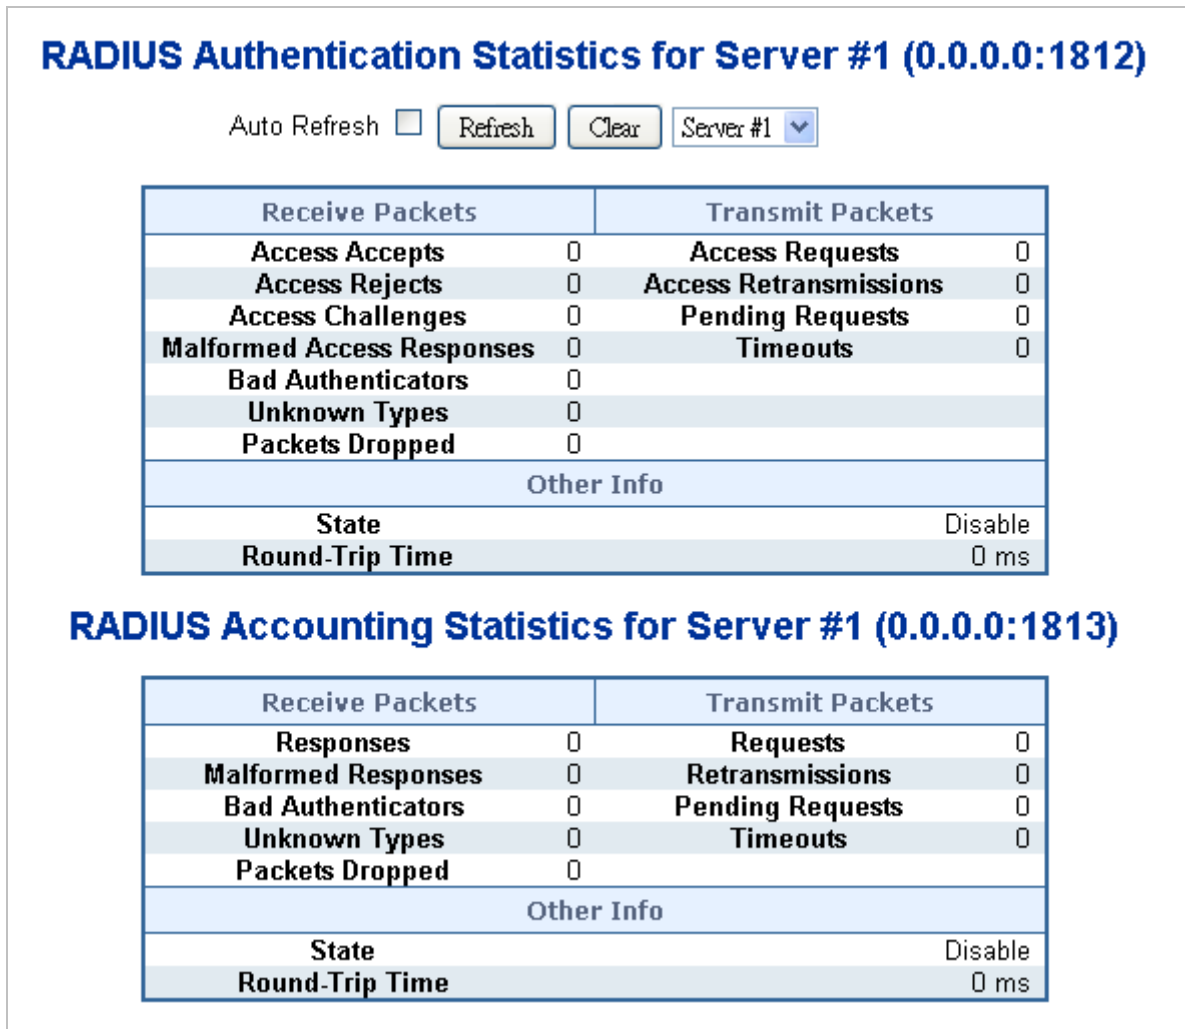 RADIUS Authentication Statistics for Server #1 (0.0.0.0:1812)
Auto Refresh Refresh Clear Server #1
Receive Packets Transmit Packets
Access Accepts 0 Access Requests 0
Access Rejects 0 Access Retransmissions 0
Access Challenges 0 Pending Requests 0
Malformed Access Responses 0 Timeouts 0
Bad Authenticators 0
Unknown Types 0
Packets Dropped 0
Other Info
State Disable
Round-Trip Time 0 ms
RADIUS Accounting Statistics for Server #1 (0.0.0.0:1813)
Receive Packets Transmit Packets
Responses 0 Requests 0
Malformed Responses 0 Retransmissions 0
Bad Authenticators 0 Pending Requests 0
Unknown Types 0 Timeouts 0
Packets Dropped 0
Other Info
State Disable
Round-Trip Time 0 ms